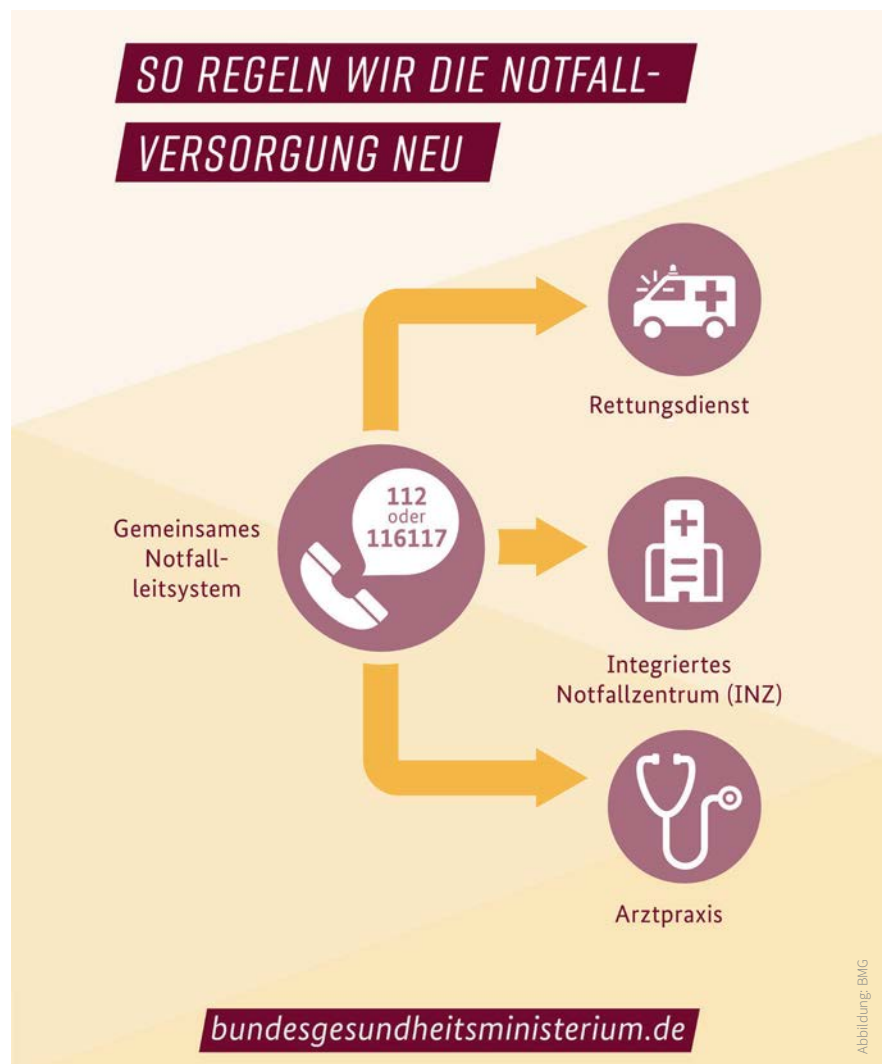 SO REGELN WIR DIE NOTFALL-
VERSORGUNG NEU
Rettungsdienst
Gemeinsames
Notfall-
leitsystem
112
oder
116117
Integriertes
Notfallzentrum (INZ)
Arztpraxis
bundesgesundheitsministerium.de
Abbildung: BMG